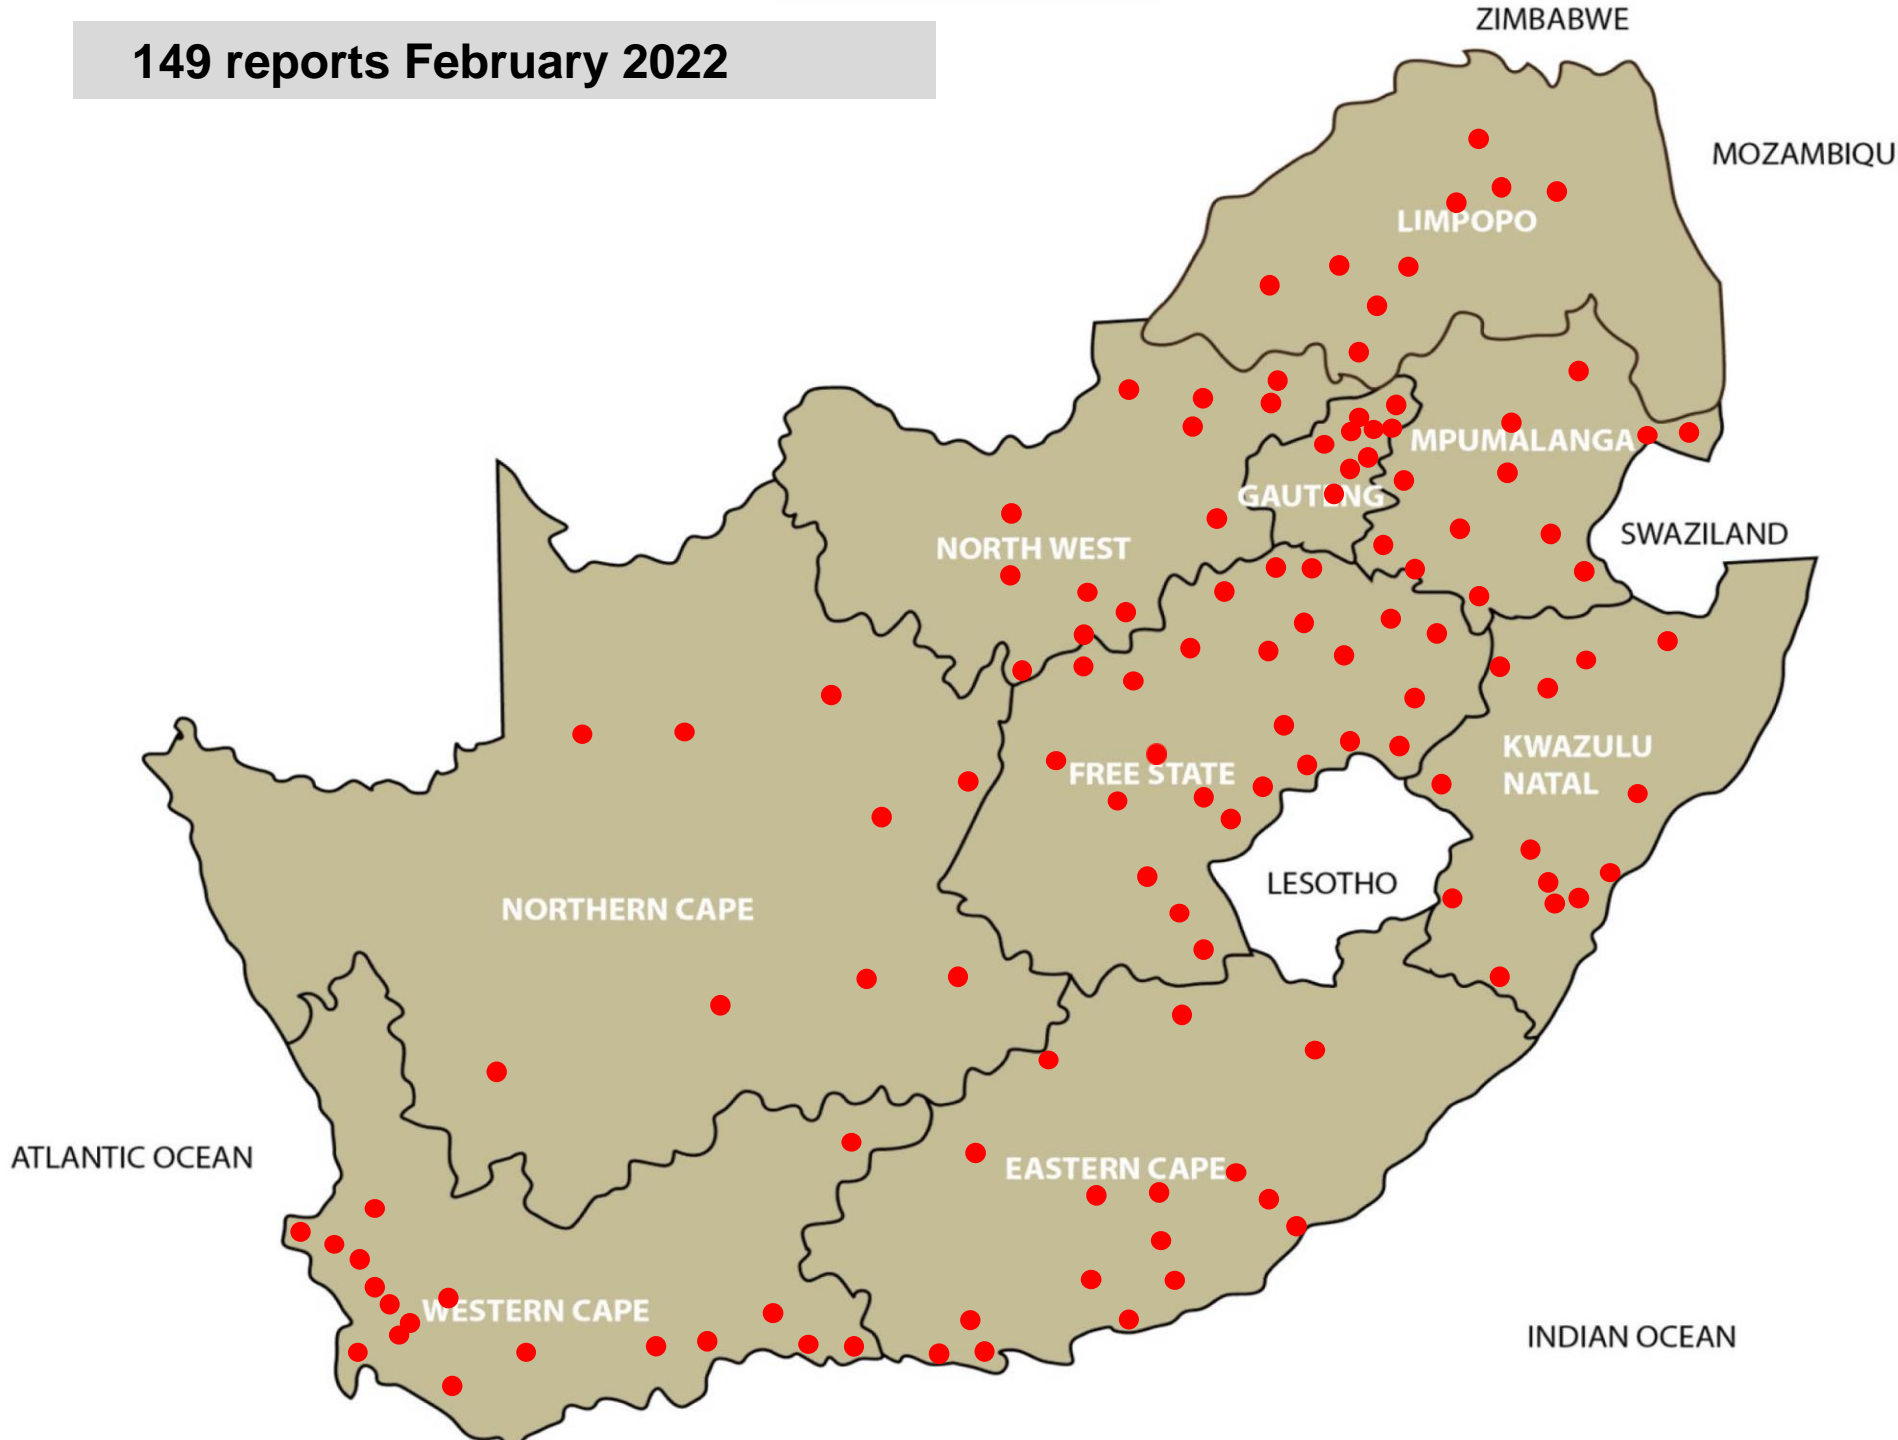 149 reports February 2022
ZIMBABWE
MOZAMBIQU
LIMPOPO
MPUMALANGA
GAUTENG
SWAZILAND
NORTH WEST
KWAZULU
NATAL
FREE STATE
LESOTHO
NORTHERN CAPE
ATLANTIC OCEAN
EASTERN CAPE
WESTERN CAPE
INDIAN OCEAN